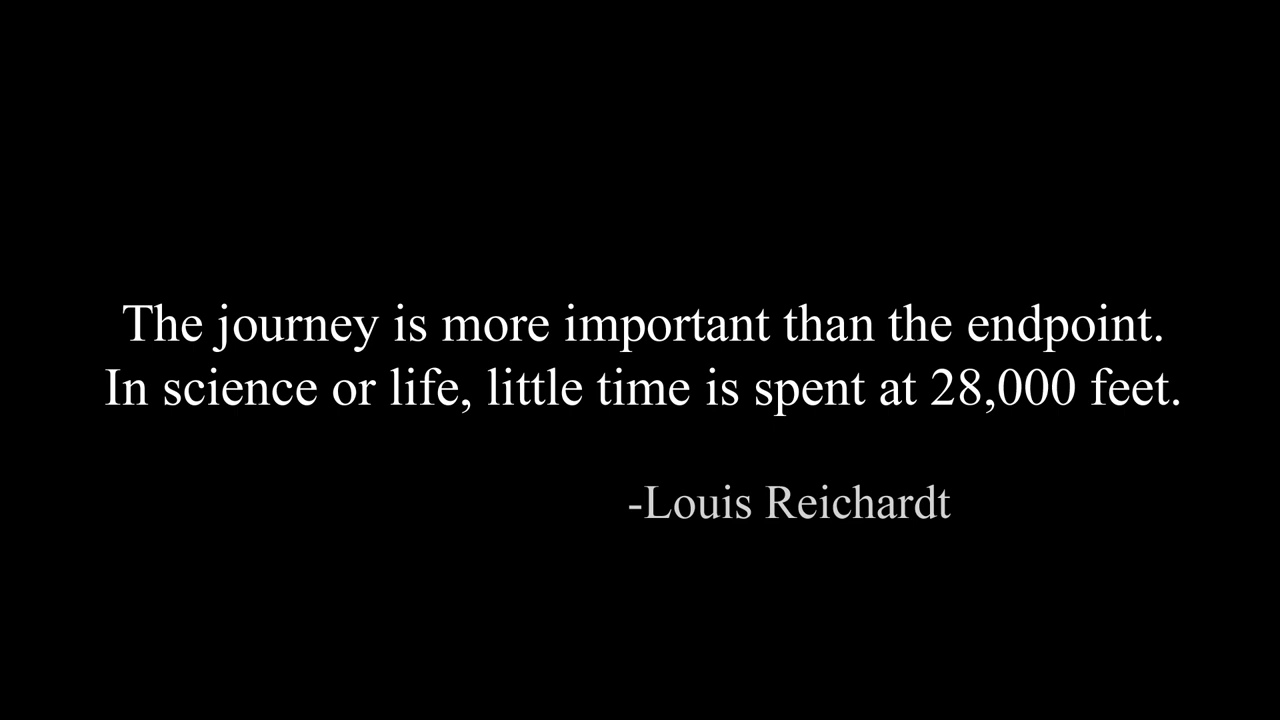 The journey is more important than the endpoint.
In science or life, little time is spent at 28,000 feet.
-Louis Reichardt